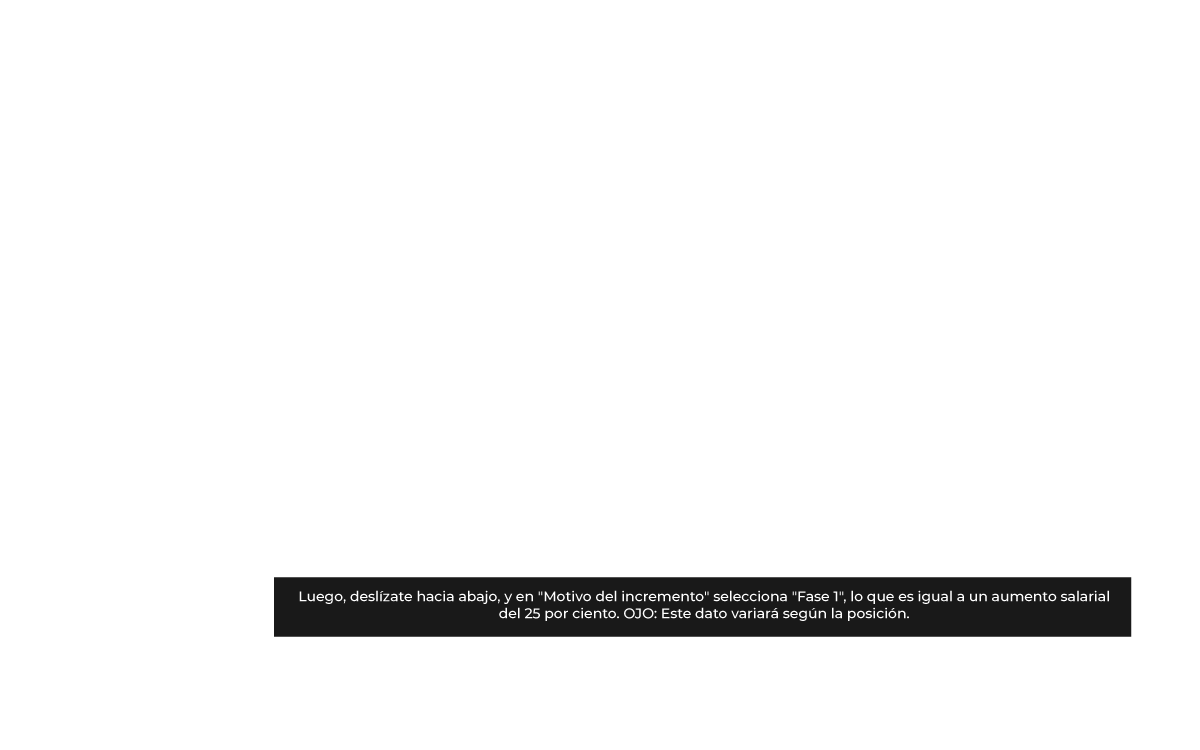 Luego, deslízate hacia abajo, y en "Motivo del incremento" selecciona "Fase 1", lo que es igual a un aumento salarial
del 25 por ciento. OJO: Este dato variará según la posición.